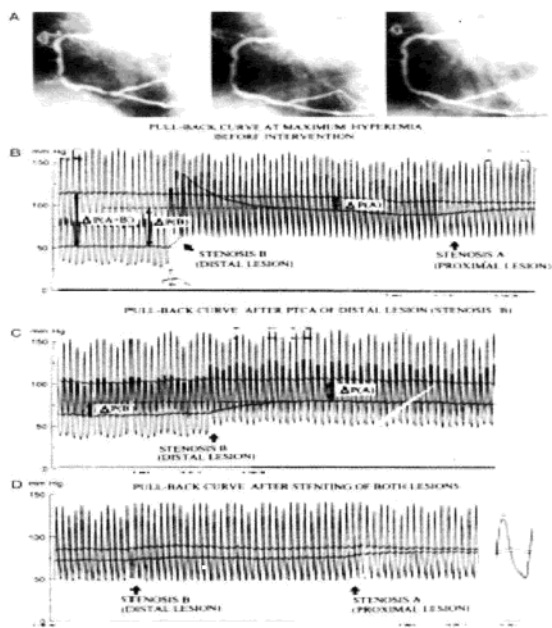 A
PULL-BACK CURVE AT MAXIMUM HYPEREMIA
BEFORE INTERVENTION
B
mm Hg
150
100
50
0
ΔP(A+B)
ΔP(B)
ΔP(A)
STENOSIS B
(DISTAL LESION)
STENOSIS A
(PROXIMAL LESION)
PULL-BACK CURVE AFTER PTCA OF DISTAL LESION (STENOSIS B)
C
mm Hg
150
100
50
0
ΔP(B)
ΔP(A)
STENOSIS B
(DISTAL LESION)
PULL-BACK CURVE AFTER STENTING OF BOTH LESIONS
D
mm Hg
150
100
50
0
STENOSIS B
(DISTAL LESION)
STENOSIS A
(PROXIMAL LESION)